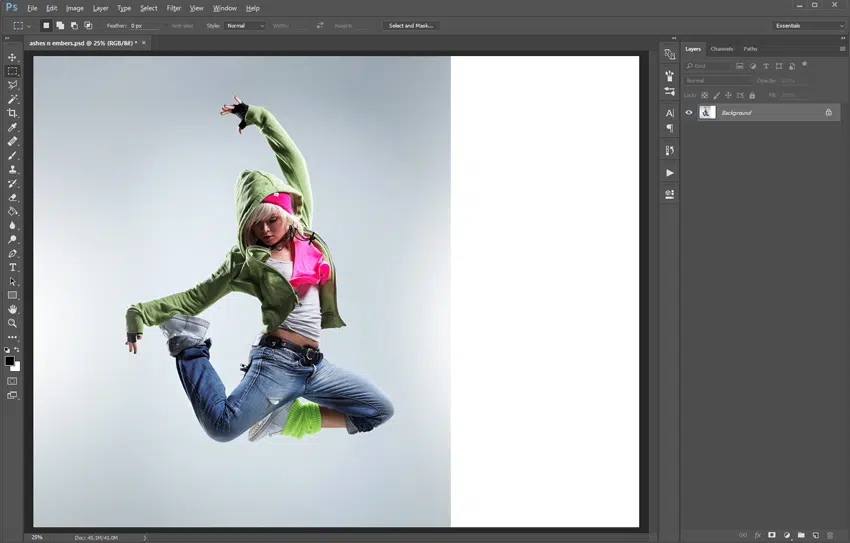 Ps File Edit Image Layer Type Select Filter View Window Help
Feather: 0 px Anti-alias Style: Normal Width: Height: Select and Mask... Essentials
ashes n embers.psd @ 25% (RGB/8#) * ×
Layers Channels Paths
Kind
Normal Opacity: 100%
Lock: Fill: 100%
Background
25% Doc: 45.1M/41.0M